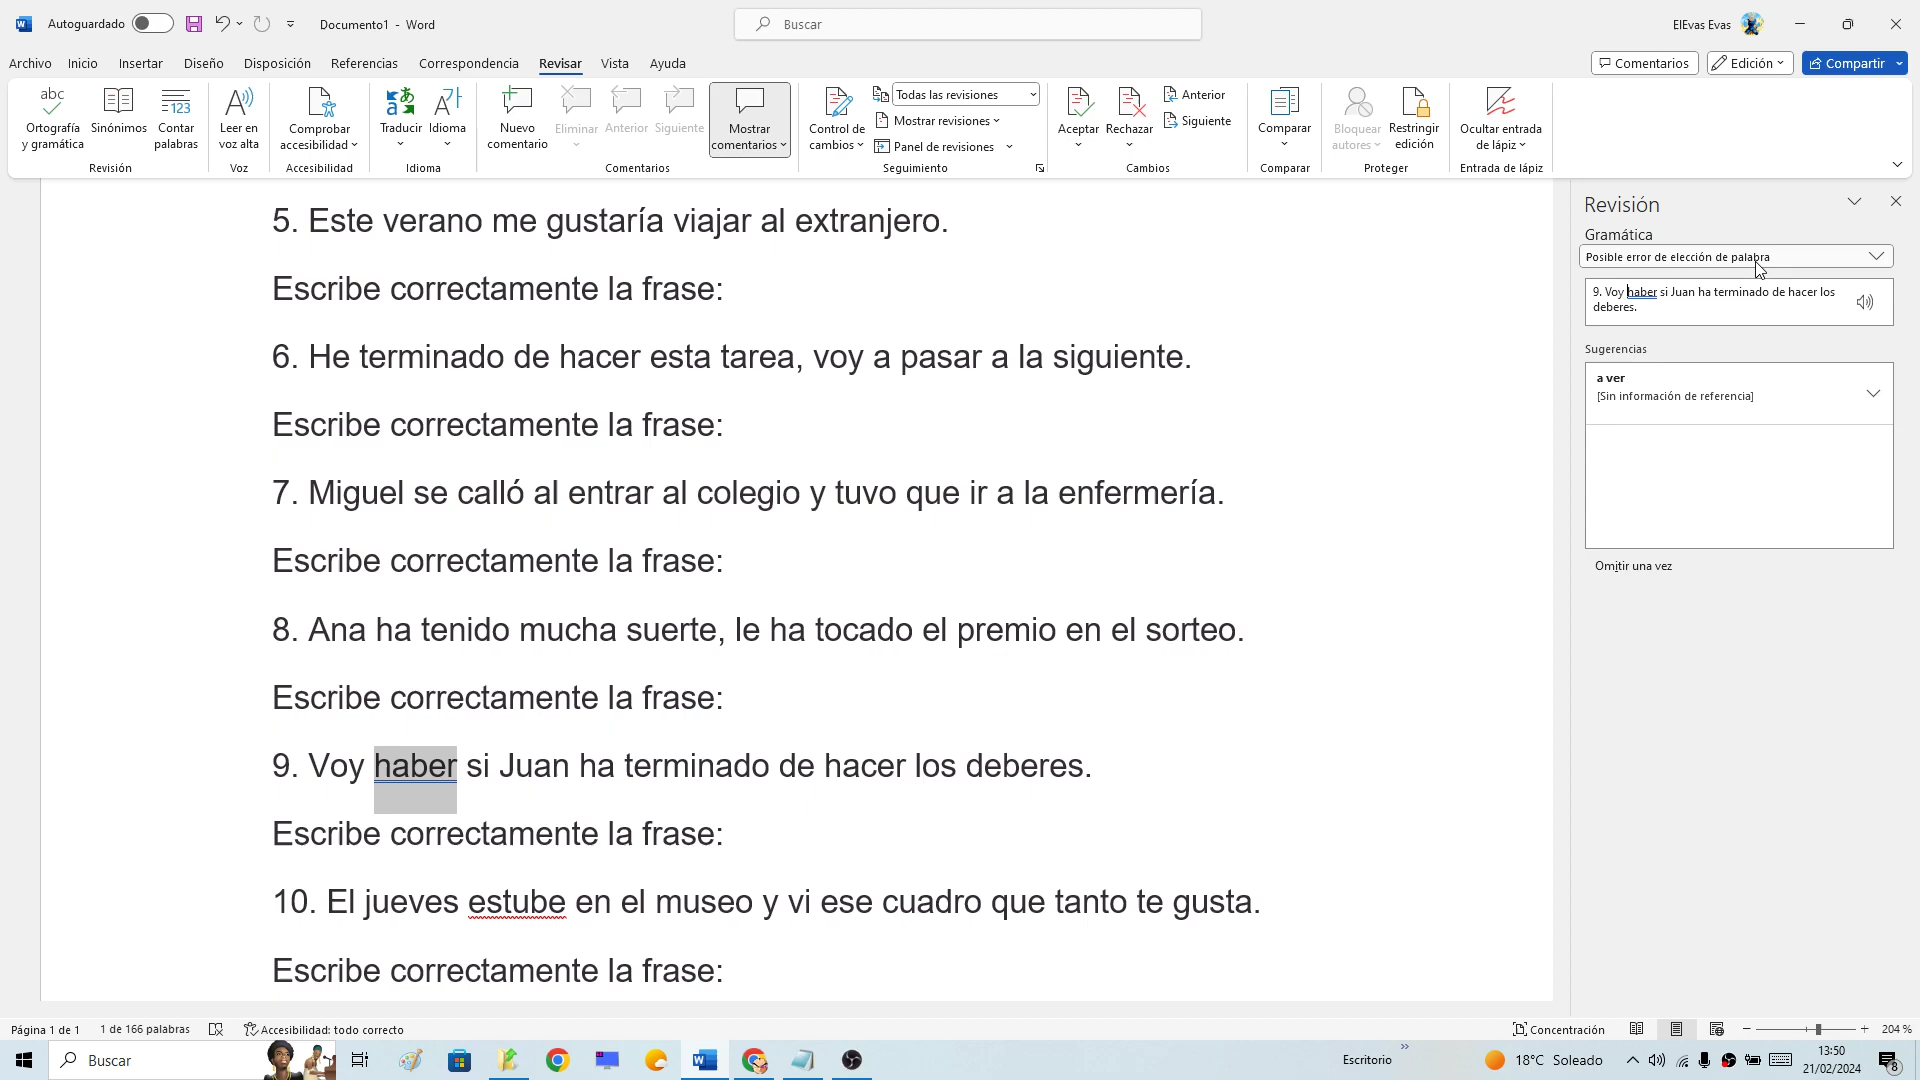 Autoguardado
Documento1 - Word
Buscar
ElEvas Evas
Archivo Inicio Insertar Diseño Disposición Referencias Correspondencia Revisar Vista Ayuda
Comentarios Edición Compartir
abc
Ortografía
y gramática
Sinónimos
123
Contar
palabras
Revisión
Leer en
voz alta
Voz
Comprobar
accesibilidad
Accesibilidad
Traducir
Idioma
Idioma
Nuevo
comentario
Eliminar
Anterior
Siguiente
Mostrar
comentarios
Comentarios
Control de
cambios
Todas las revisiones
Mostrar revisiones
Panel de revisiones
Seguimiento
Aceptar
Rechazar
Anterior
Siguiente
Cambios
Comparar
Comparar
Bloquear
autores
Restringir
edición
Proteger
Ocultar entrada
de lápiz
Entrada de lápiz
5. Este verano me gustaría viajar al extranjero.
Escribe correctamente la frase:
6. He terminado de hacer esta tarea, voy a pasar a la siguiente.
Escribe correctamente la frase:
7. Miguel se calló al entrar al colegio y tuvo que ir a la enfermería.
Escribe correctamente la frase:
8. Ana ha tenido mucha suerte, le ha tocado el premio en el sorteo.
Escribe correctamente la frase:
9. Voy haber si Juan ha terminado de hacer los deberes.
Escribe correctamente la frase:
10. El jueves estube en el museo y vi ese cuadro que tanto te gusta.
Escribe correctamente la frase:
Revisión
Gramática
Posible error de elección de palabra
9. Voy haber si Juan ha terminado de hacer los
deberes.
Sugerencias
a ver
[Sin información de referencia]
Omitir una vez
Página 1 de 1 1 de 166 palabras Accesibilidad: todo correcto
Concentración
204 %
Buscar
Escritorio
18°C Soleado
13:50
21/02/2024
8